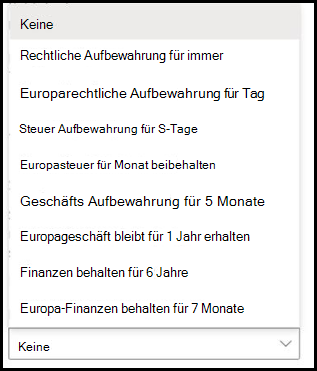 Keine
Rechtliche Aufbewahrung für immer
Europarechtliche Aufbewahrung für Tag
Steuer Aufbewahrung für S-Tage
Europasteuer für Monat beibehalten
Geschäfts Aufbewahrung für 5 Monate
Europageschäft bleibt für 1 Jahr erhalten
Finanzen behalten für 6 Jahre
Europa-Finanzen behalten für 7 Monate
Keine